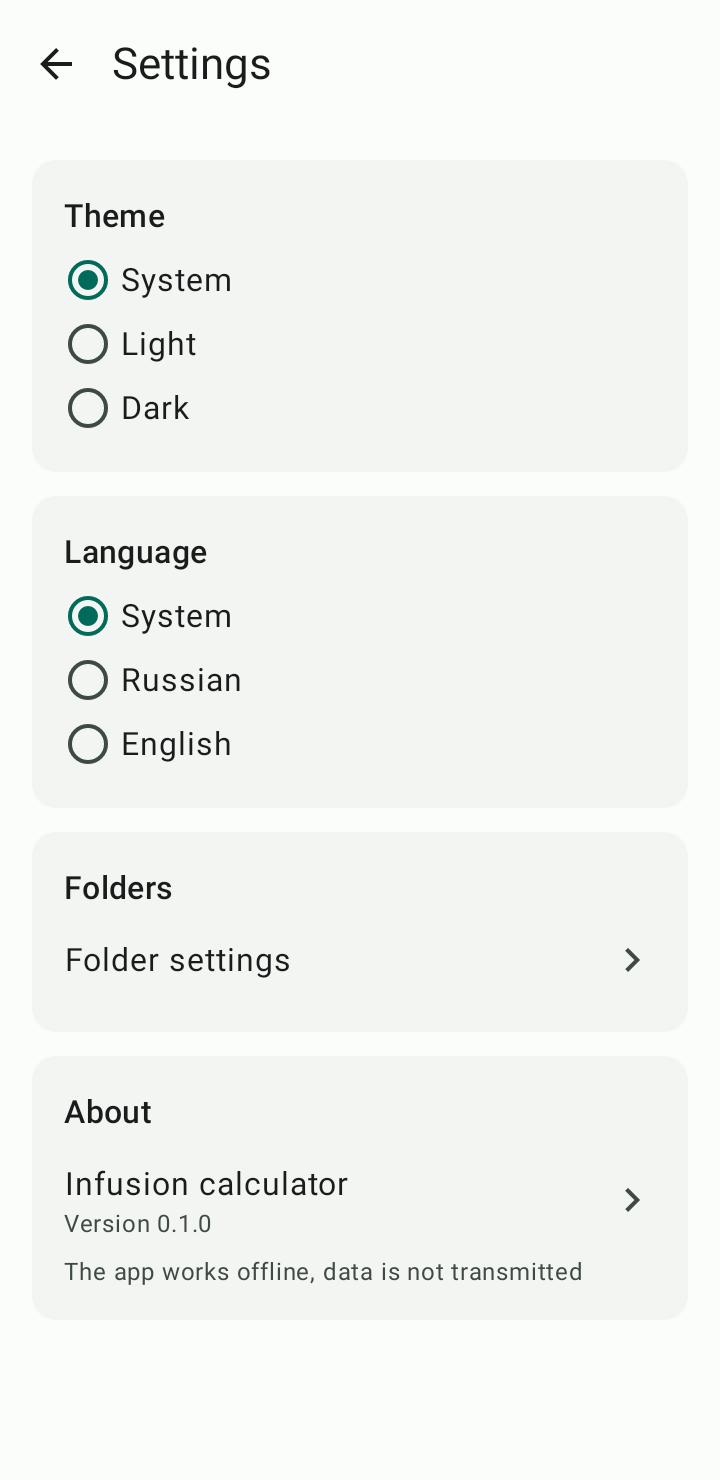 Settings
Theme
System
Light
Dark
Language
System
Russian
English
Folders
Folder settings
About
Infusion calculator
Version 0.1.0
The app works offline, data is not transmitted